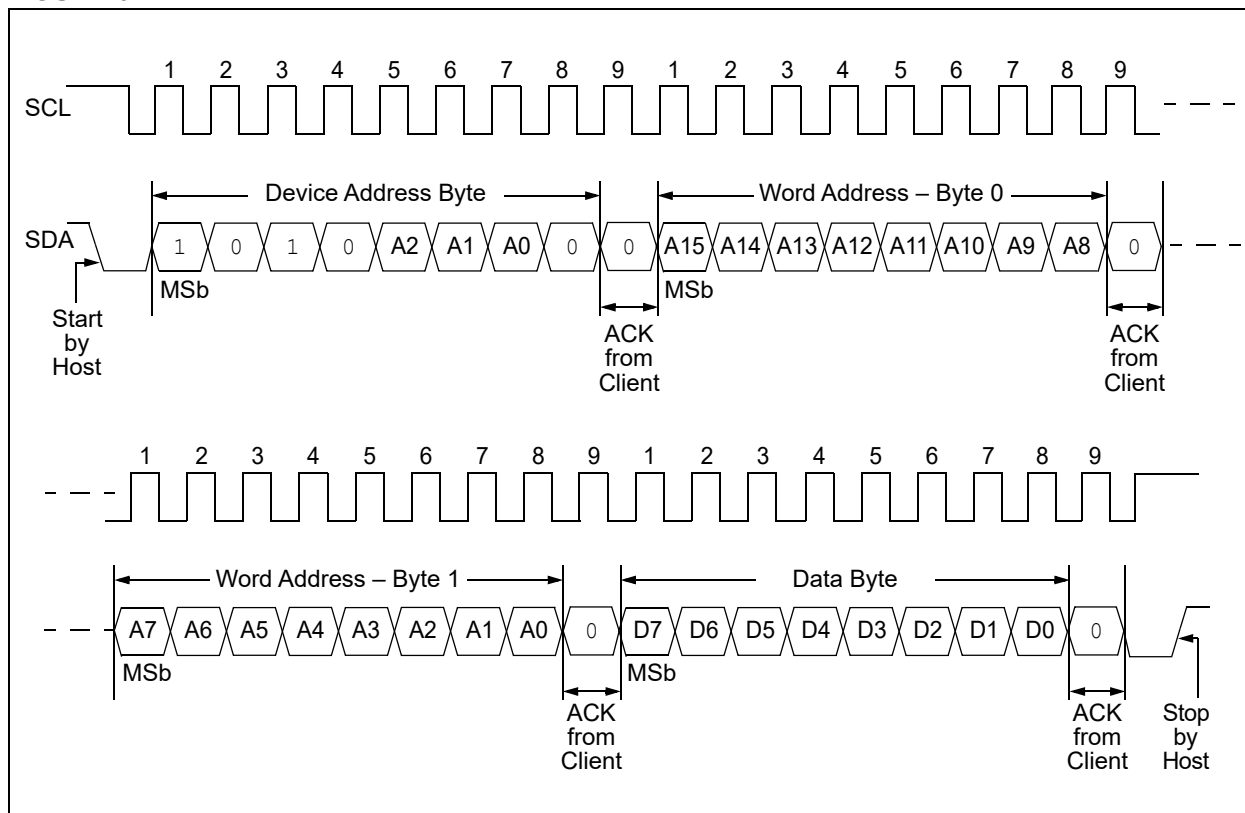 1 2 3 4 5 6 7 8 9 1 2 3 4 5 6 7 8 9
SCL
Device Address Byte Word Address – Byte 0
SDA 1 0 1 0 A2 A1 A0 0 0 A15 A14 A13 A12 A11 A10 A9 A8 0
MSb MSb
Start by Host
ACK from Client
ACK from Client
1 2 3 4 5 6 7 8 9 1 2 3 4 5 6 7 8 9
Word Address – Byte 1 Data Byte
A7 A6 A5 A4 A3 A2 A1 A0 0 D7 D6 D5 D4 D3 D2 D1 D0 0
MSb MSb
ACK from Client
ACK from Client
Stop by Host